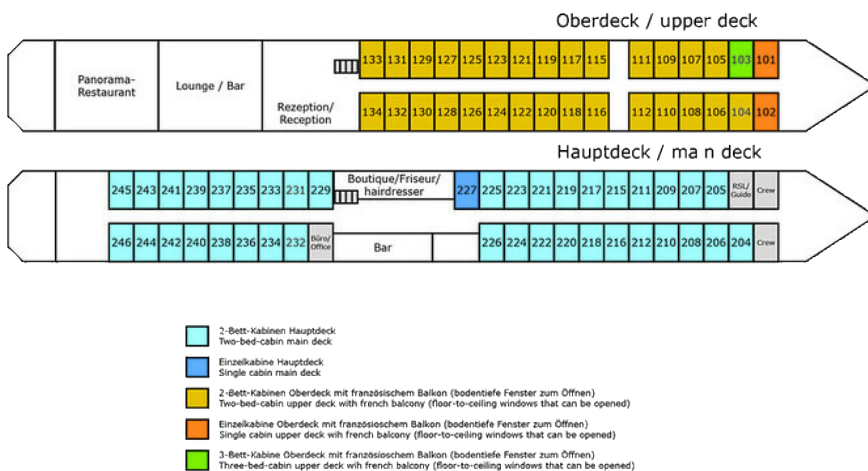 Oberdeck / upper deck
133 131 129 127 125 123 121 119 117 115 111 109 107 105 103 101
Panorama-
Restaurant
Lounge / Bar
Rezeption/
Reception
134 132 130 128 126 124 122 120 118 116 112 110 108 106 104 102
Hauptdeck / ma n deck
245 243 241 239 237 235 233 231 229
Boutique/Friseur/
hairdresser
227 225 223 221 219 217 215 211 209 207 205
RSL/
Guide
Crew
246 244 242 240 238 236 234 232
Büro/
Office
Bar
226 224 222 220 218 216 212 210 208 206 204
Crew
2-Bett-Kabinen Hauptdeck
Two-bed-cabin main deck
Einzelkabine Hauptdeck
Single cabin main deck
2-Bett-Kabinen Oberdeck mit französischem Balkon (bodentiefe Fenster zum Öffnen)
Two-bed-cabin upper deck with french balcony (floor-to-ceiling windows that can be opened)
Einzelkabine Oberdeck mit französischem Balkon (bodentiefe Fenster zum Öffnen)
Single cabin upper deck wih french balcony (floor-to-ceiling windows that can be opened)
3-Bett-Kabine Oberdeck mit französischem Balkon (bodentiefe Fenster zum Öffnen)
Three-bed-cabin upper deck wih french balcony (floor-to-ceiling windows that can be opened)